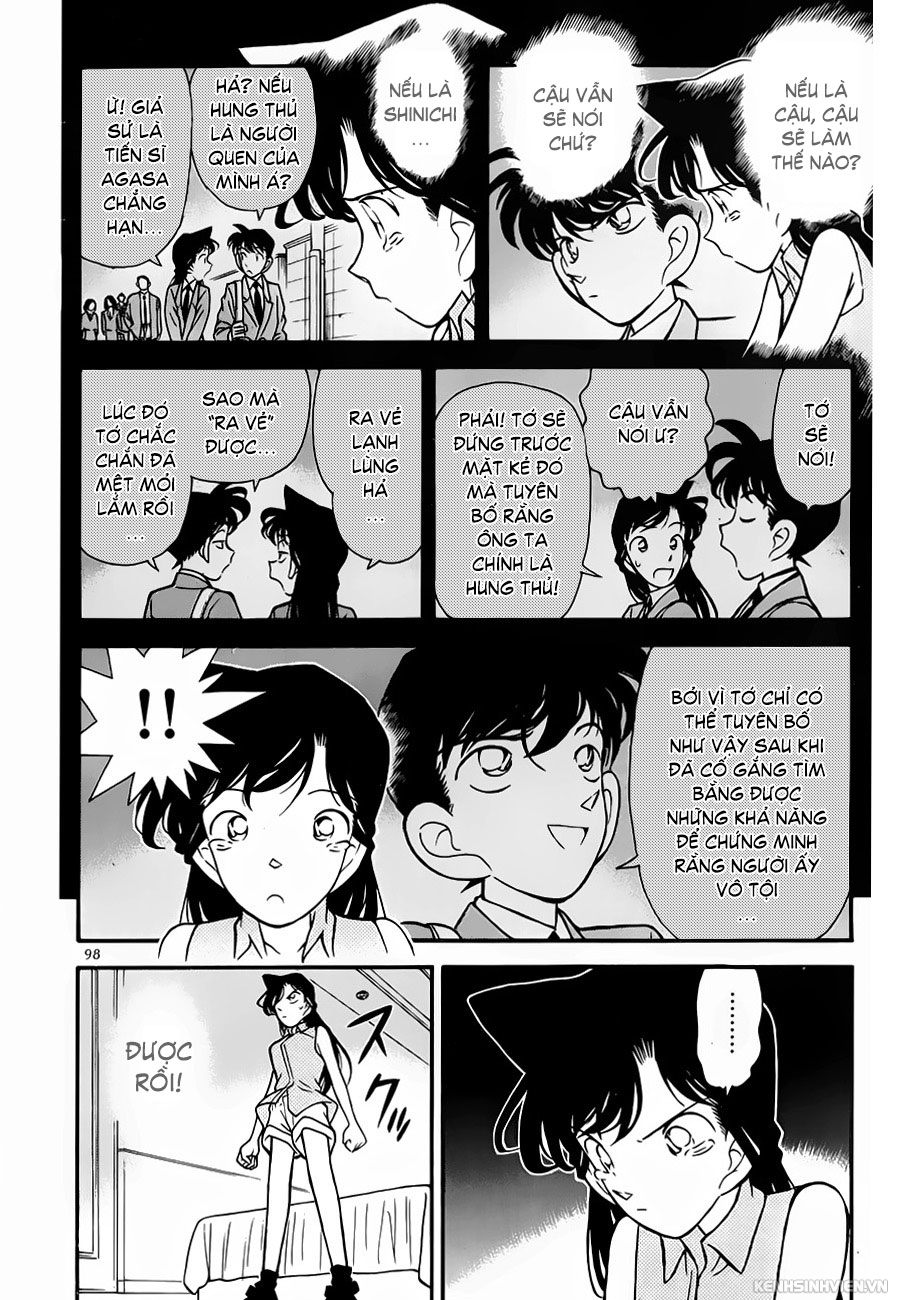 NẾU LÀ
CẬU, CẬU
SẼ LÀM
THẾ NÀO?
CẬU VẪN
SẼ NÓI
CHỨ?
NẾU LÀ
SHINICHI
...
HẢ? NẾU
HUNG THỦ
LÀ NGƯỜI
QUEN CỦA
MÌNH Á?
Ừ! GIẢ
SỬ LÀ
TIẾN SĨ
AGASA
CHẲNG
HẠN...
TỚ
SẼ
NÓI!
CẬU VẪN
NÓI Ư?
PHẢI! TỚ SẼ
ĐỨNG TRƯỚC
MẶT KẺ ĐÓ
MÀ TUYÊN
BỐ RẰNG
ÔNG TA
CHÍNH LÀ
HUNG THỦ!
RA VẺ
LẠNH
LÙNG
HẢ
...
SAO MÀ
"RA VẺ"
ĐƯỢC...
LÚC ĐÓ
TỚ CHẮC
CHẮN ĐÃ
MỆT MỎI
LẮM RỒI
BỞI VÌ TỚ CHỈ CÓ
THỂ TUYÊN BỐ
NHƯ VẬY SAU KHI
ĐÃ CỐ GẮNG TÌM
BẰNG ĐƯỢC
NHỮNG KHẢ NĂNG
ĐỂ CHỨNG MINH
RẰNG NGƯỜI ẤY
VÔ TỘI
...
!!
98
........
ĐƯỢC
RỒI!
KENHSINHVIEN.VN